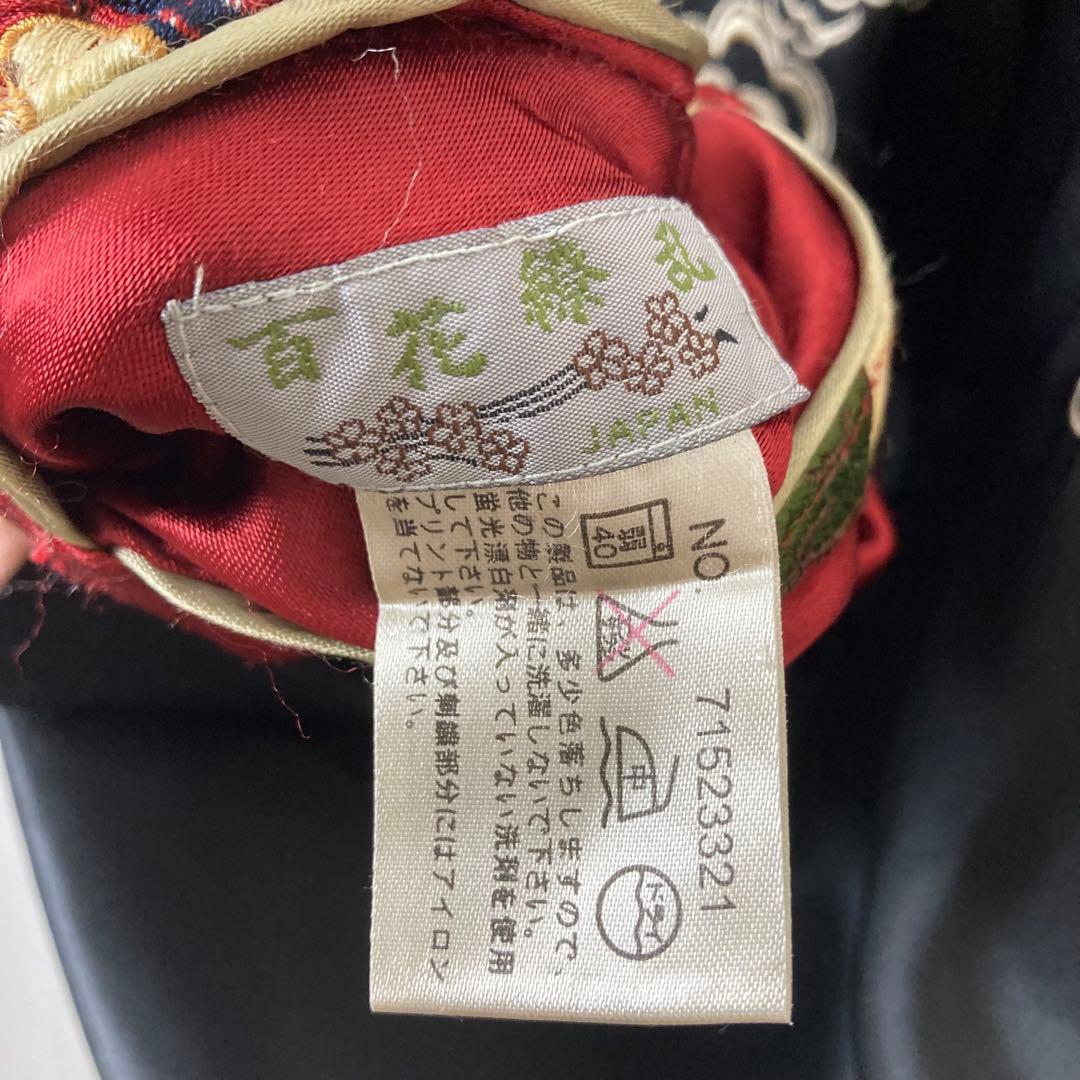 百花繚乱
JAPAN
NO. 71523321
弱
40
中
ドライ
この製品は、多少色落ちしますので、
他の物と一緒に洗濯しないで下さい。
蛍光漂白剤が入っていない洗剤を使用
して下さい。
プリント部分及び刺繍部分にはアイロン
を当てないで下さい。